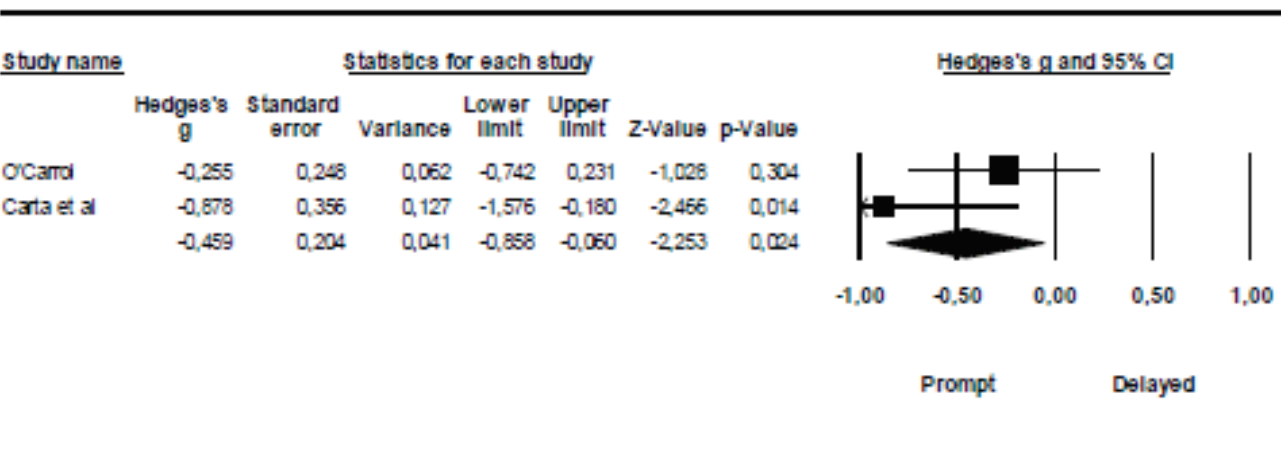 Study name Statistics for each study Hedges's g and 95% CI
Hedges's Standard Lower Upper
g error Variance limit limit Z-Value p-Value
O'Carrol -0,255 0,248 0,062 -0,742 0,231 -1,028 0,304
Carta et al -0,878 0,356 0,127 -1,576 -0,180 -2,466 0,014
-0,459 0,204 0,041 -0,858 -0,060 -2,253 0,024
-1,00 -0,50 0,00 0,50 1,00
Prompt Delayed